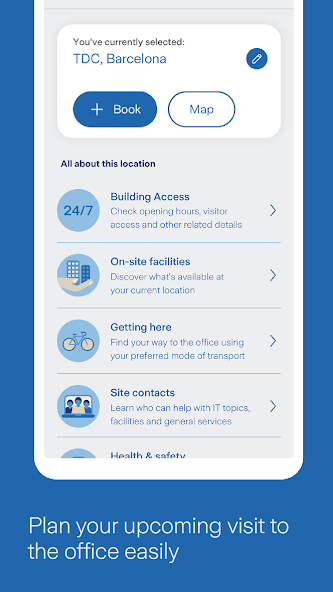 You've currently selected:
TDC, Barcelona
+ Book
Map
All about this location
24/7
Building Access
Check opening hours, visitor
access and other related details
On-site facilities
Discover what's available at
your current location
Getting here
Find your way to the office using
your preferred mode of transport
Site contacts
Learn who can help with IT topics,
facilities and general services
Health & safety
Plan your upcoming visit to
the office easily